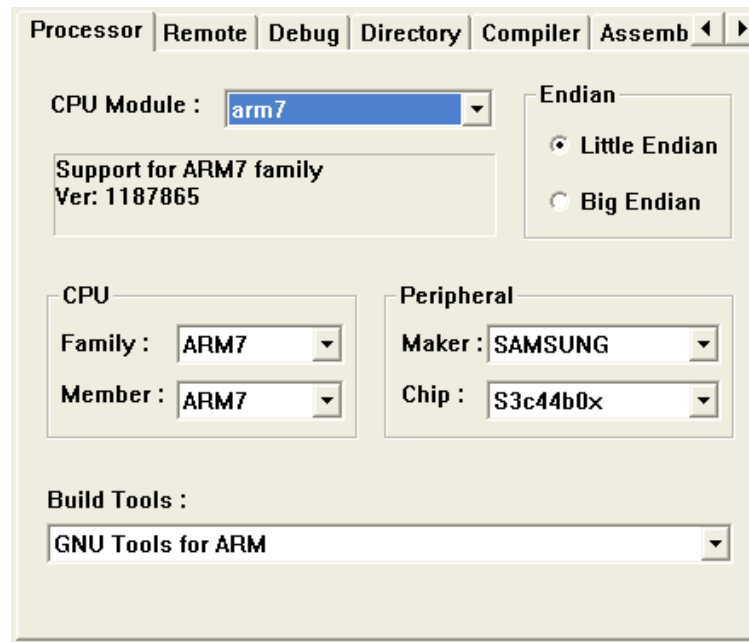 Processor Remote Debug Directory Compiler Assemb
CPU Module : arm7
Support for ARM7 family
Ver: 1187865
Endian
Little Endian
Big Endian
CPU
Family : ARM7
Member : ARM7
Peripheral
Maker : SAMSUNG
Chip : S3c44b0x
Build Tools :
GNU Tools for ARM